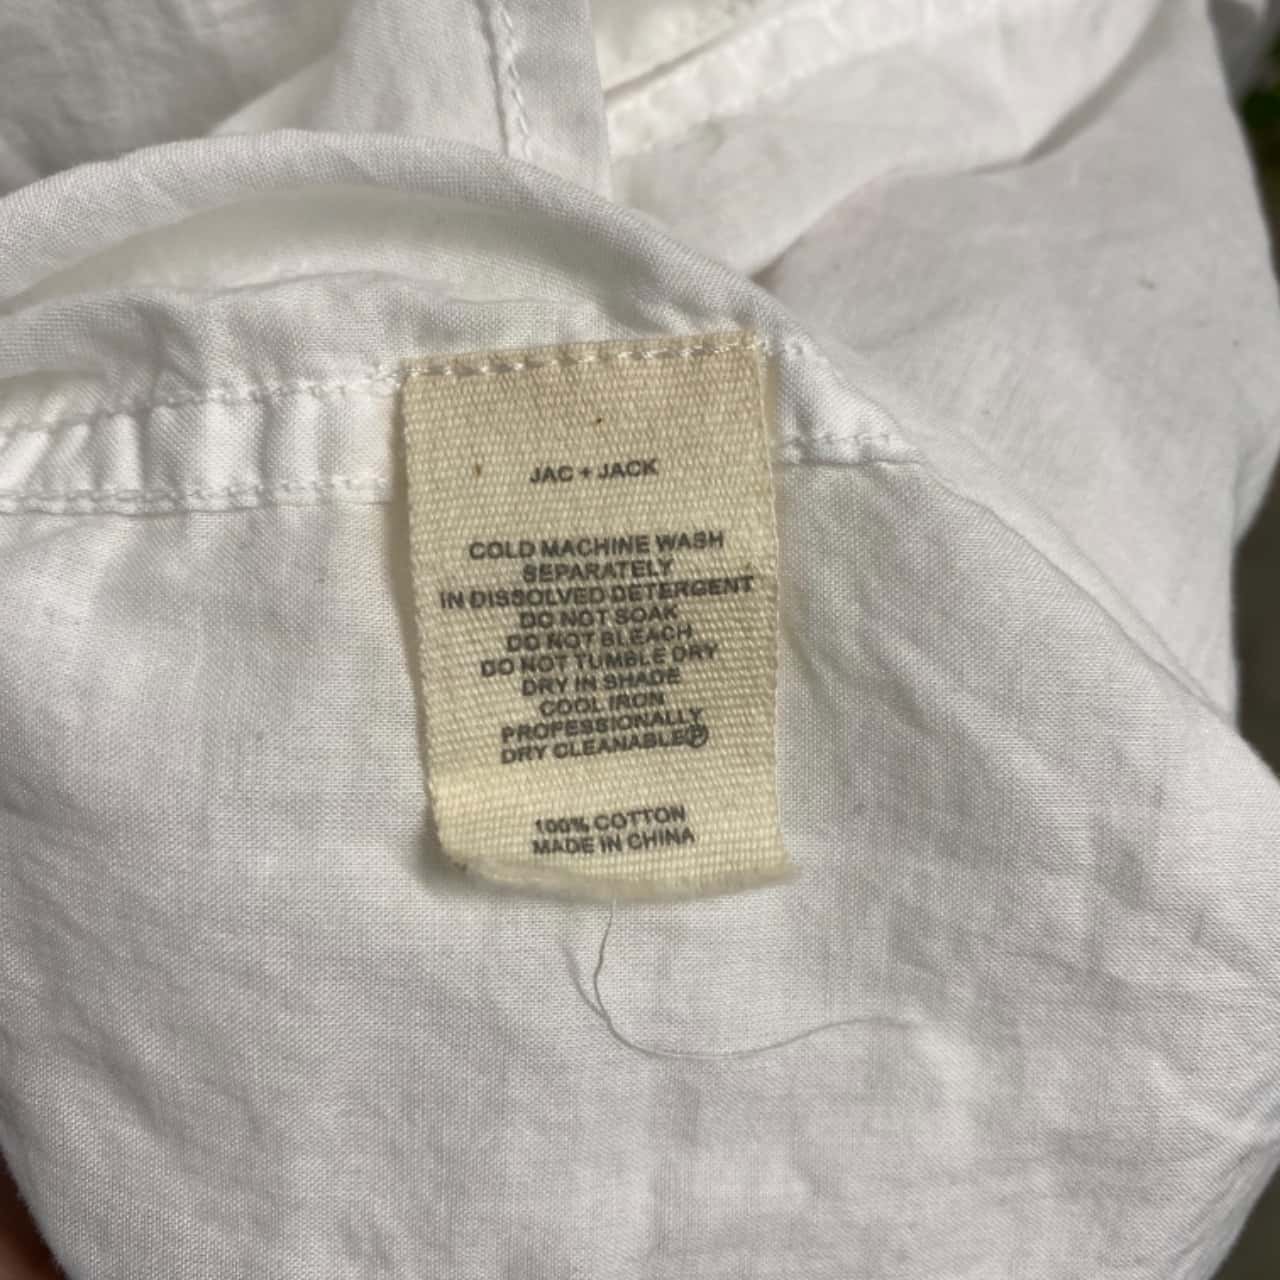 JAC + JACK
COLD MACHINE WASH
SEPARATELY
IN DISSOLVED DETERGENT
DO NOT SOAK
DO NOT BLEACH
DO NOT TUMBLE DRY
DRY IN SHADE
COOL IRON
PROFESSIONALLY
DRY CLEANABLEⓅ
100% COTTON
MADE IN CHINA